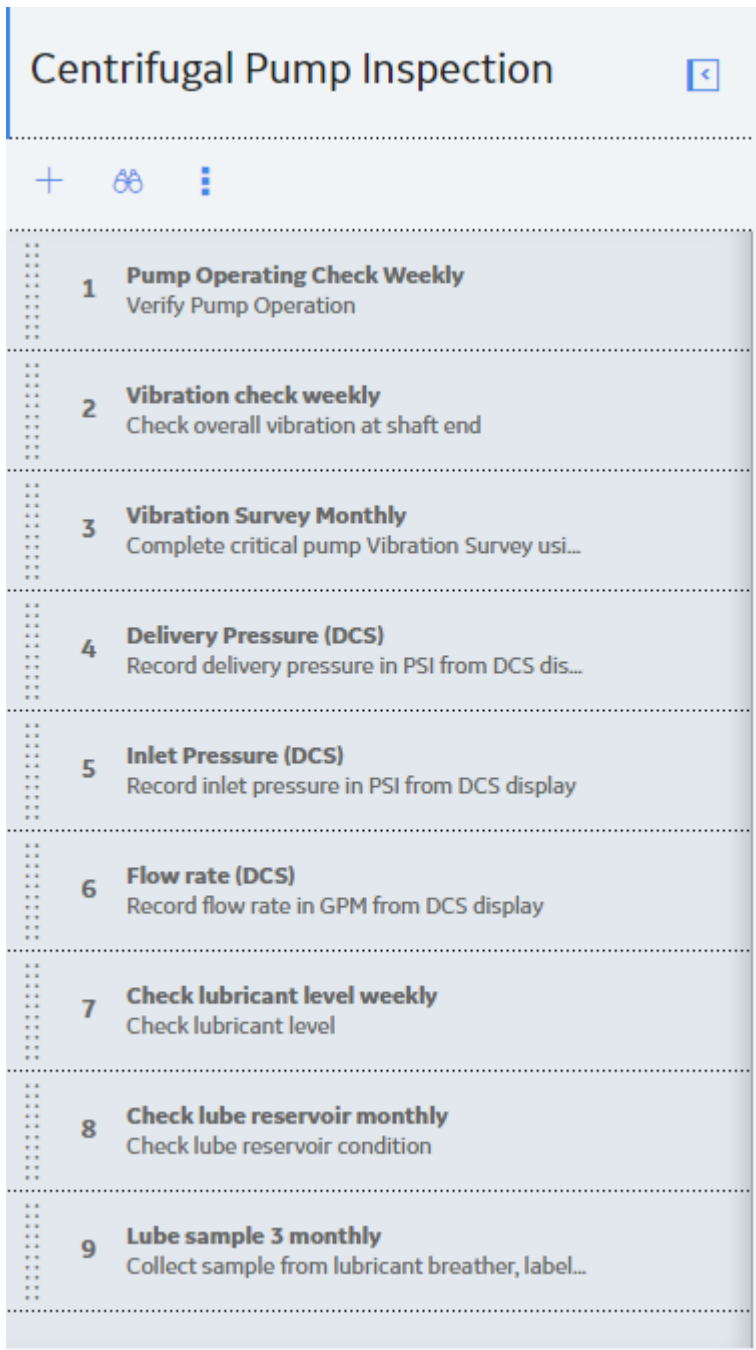 Centrifugal Pump Inspection
1
Pump Operating Check Weekly
Verify Pump Operation
2
Vibration check weekly
Check overall vibration at shaft end
3
Vibration Survey Monthly
Complete critical pump Vibration Survey usi...
4
Delivery Pressure (DCS)
Record delivery pressure in PSI from DCS dis...
5
Inlet Pressure (DCS)
Record inlet pressure in PSI from DCS display
6
Flow rate (DCS)
Record flow rate in GPM from DCS display
7
Check lubricant level weekly
Check lubricant level
8
Check lube reservoir monthly
Check lube reservoir condition
9
Lube sample 3 monthly
Collect sample from lubricant breather, label...